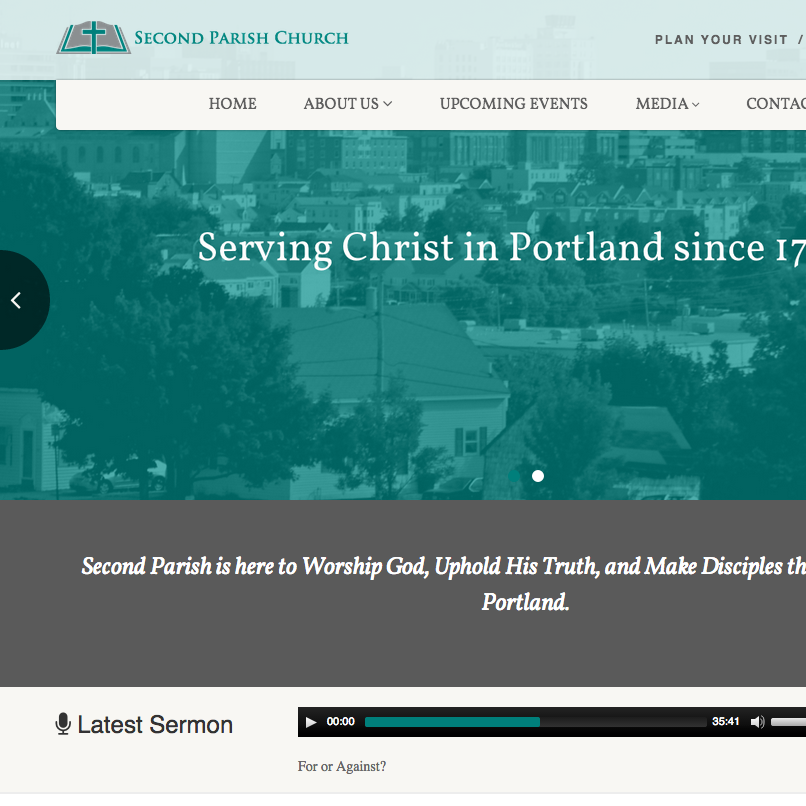 SECOND PARISH CHURCH
PLAN YOUR VISIT /
HOME ABOUT US UPCOMING EVENTS MEDIA CONTAC
Serving Christ in Portland since 17
Second Parish is here to Worship God, Uphold His Truth, and Make Disciples th
Portland.
Latest Sermon
00:00 35:41
For or Against?